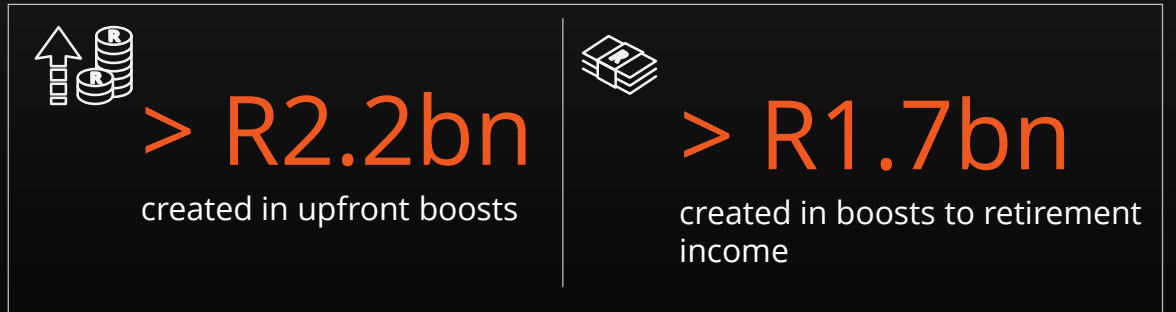 > R2.2bn
created in upfront boosts
> R1.7bn
created in boosts to retirement
income